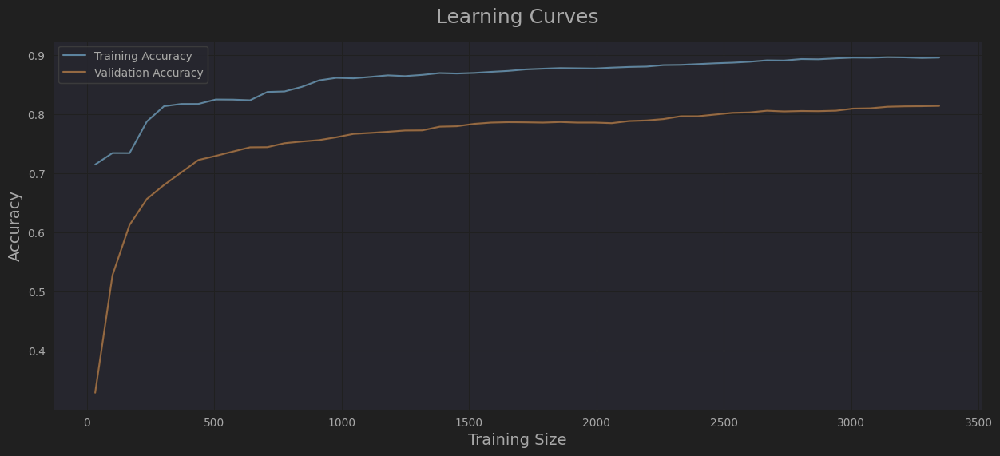 Learning Curves
Training Accuracy
Validation Accuracy
0.9
0.8
0.7
0.6
0.5
0.4
Accuracy
0 500 1000 1500 2000 2500 3000 3500
Training Size